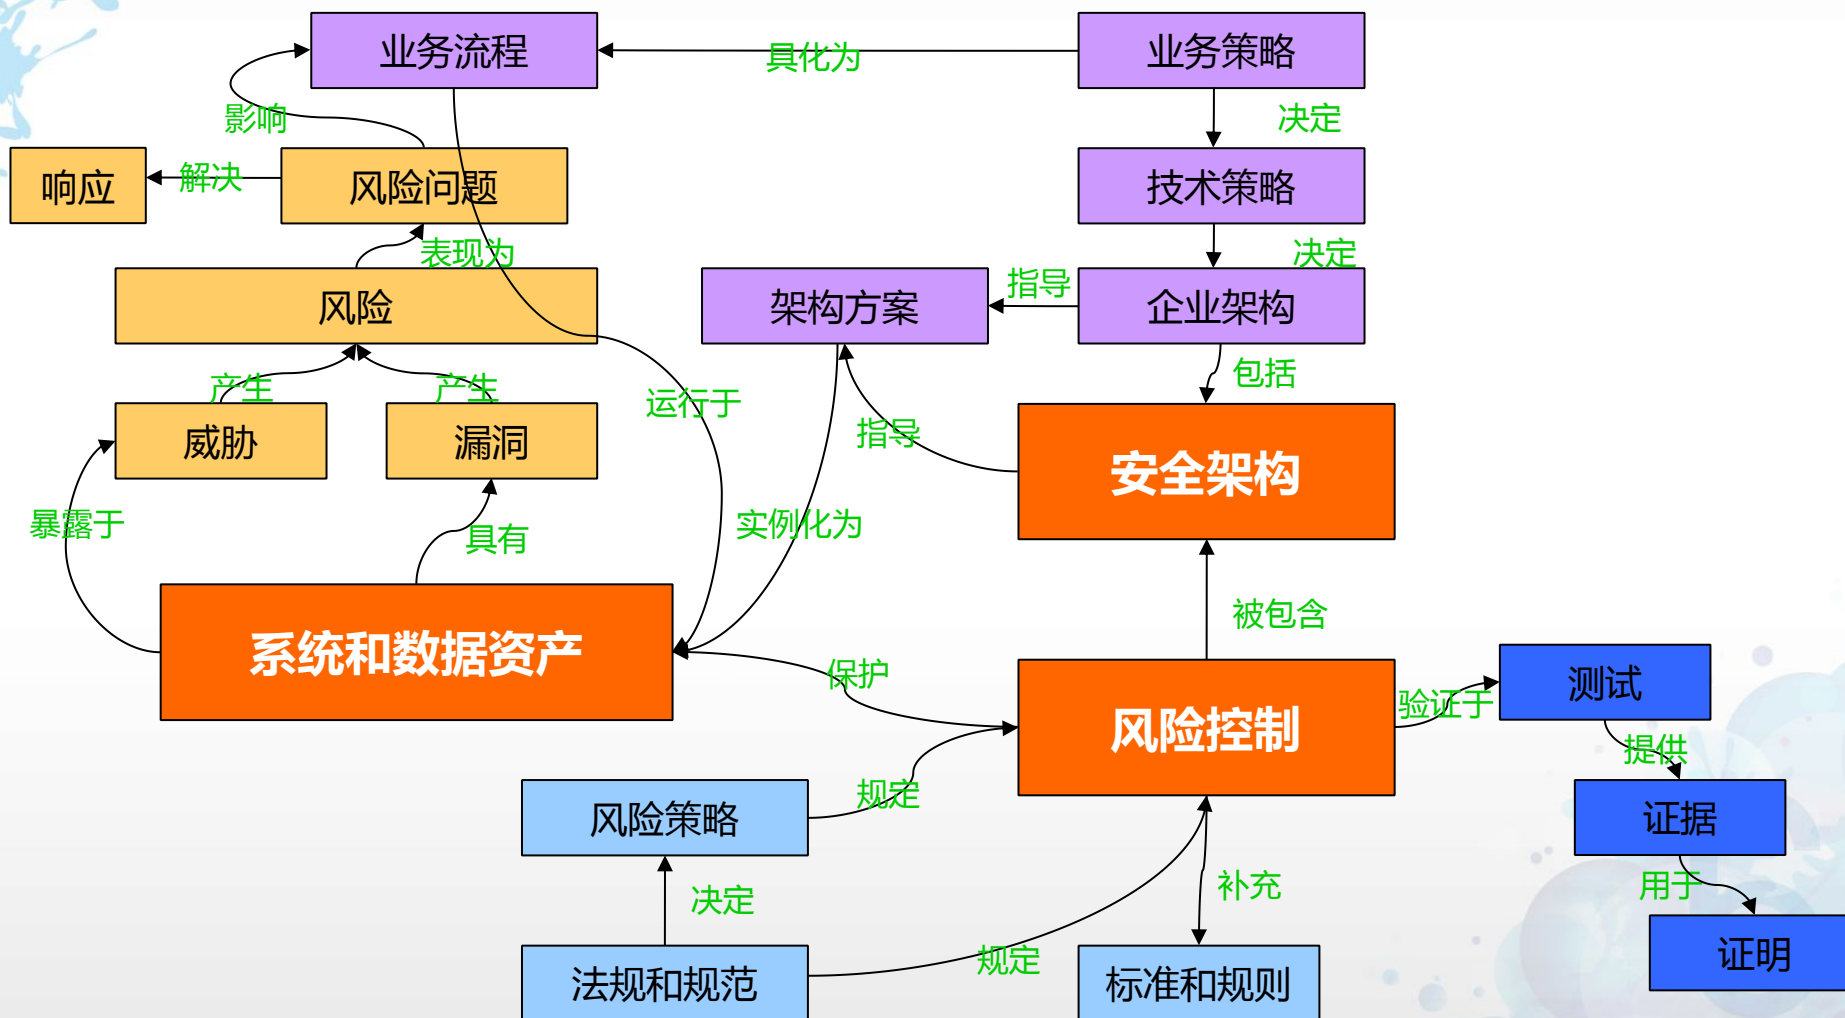 业务流程
具化为
业务策略
影响
决定
响应
解决
风险问题
技术策略
表现为
决定
风险
架构方案
指导
企业架构
产生
产生
包括
运行于
威胁
漏洞
指导
安全架构
暴露于
具有
实例化为
被包含
系统和数据资产
保护
测试
验证于
风险控制
提供
风险策略
规定
证据
决定
补充
用于
规定
法规和规范
标准和规则
证明